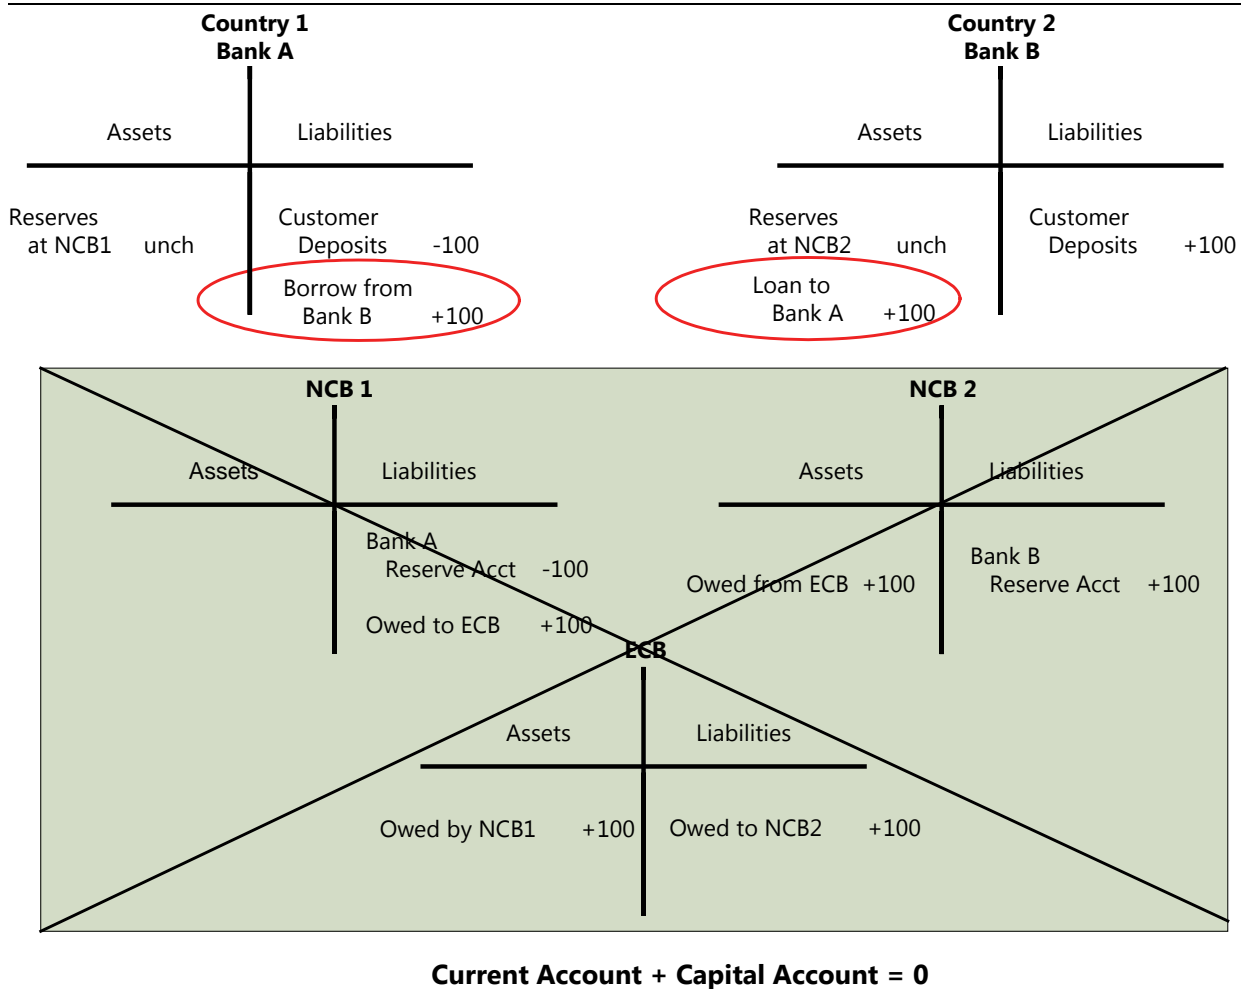 Country 1
Bank A
Assets Liabilities
Reserves
at NCB1 unch
Customer
Deposits -100
Borrow from
Bank B +100
Country 2
Bank B
Assets Liabilities
Reserves
at NCB2 unch
Loan to
Bank A +100
Customer
Deposits +100
NCB 1
Assets Liabilities
Bank A
Reserve Acct -100
Owed to ECB +100
NCB 2
Assets Liabilities
Owed from ECB +100
Bank B
Reserve Acct +100
ECB
Assets Liabilities
Owed by NCB1 +100 Owed to NCB2 +100
Current Account + Capital Account = 0